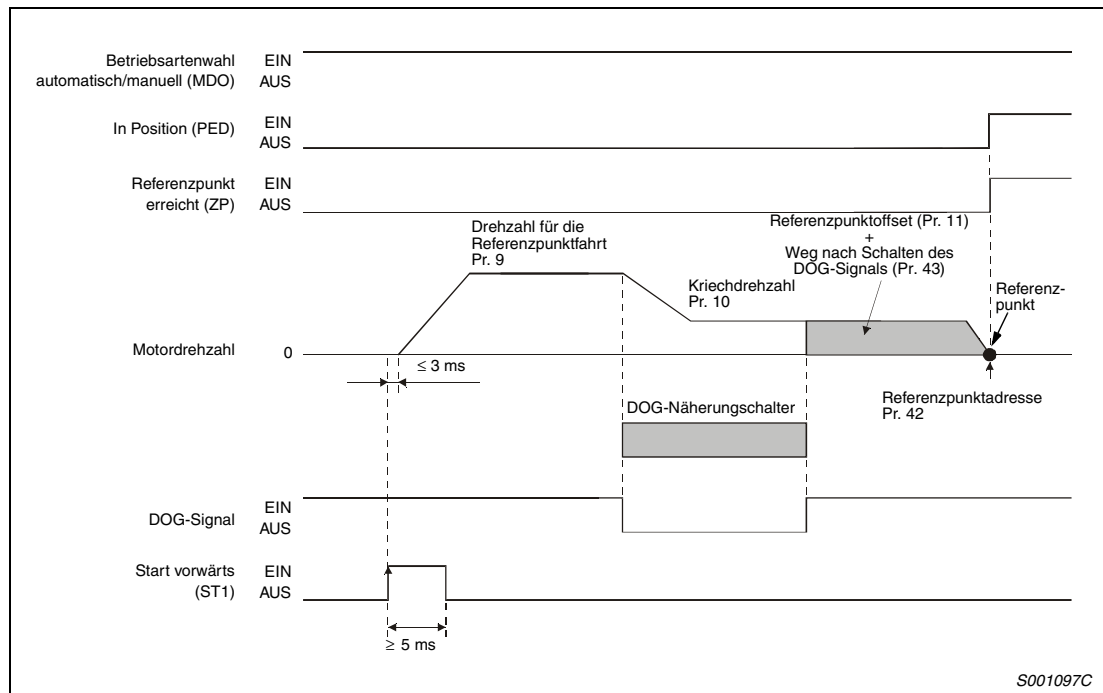 Betriebsartenwahl
automatisch/manuell (MDO)
EIN
AUS
In Position (PED)
EIN
AUS
Referenzpunkt
erreicht (ZP)
EIN
AUS
Drehzahl für die
Referenzpunktfahrt
Pr. 9
Referenzpunktoffset (Pr. 11)
+
Weg nach Schalten des
DOG-Signals (Pr. 43)
Kriechdrehzahl
Pr. 10
Referenz-
punkt
Motordrehzahl
0
≤ 3 ms
Referenzpunktadresse
Pr. 42
DOG-Näherungschalter
DOG-Signal
EIN
AUS
Start vorwärts
(ST1)
EIN
AUS
≥ 5 ms
S001097C